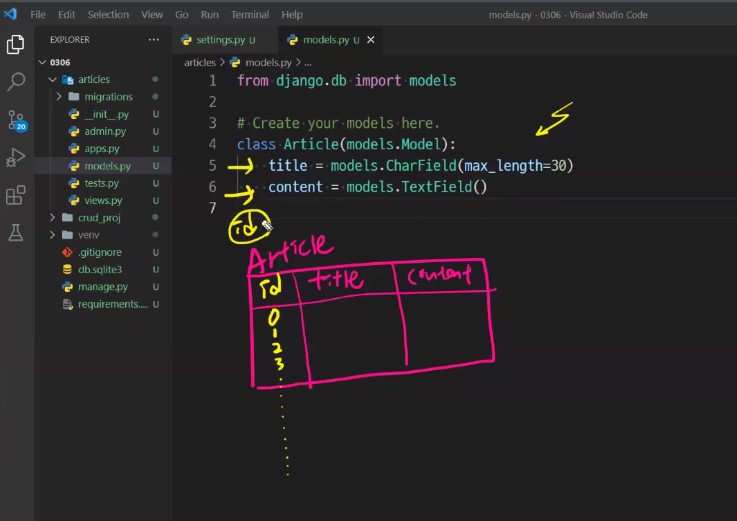 File Edit Selection View Go Run Terminal Help models.py - 0306 - Visual Studio Code
EXPLORER ...
settings.py U models.py U ×
0306
articles > models.py > ...
articles
migrations
__init__.py U
admin.py U
apps.py U
models.py U
tests.py U
views.py U
crud_proj
venv
.gitignore U
db.sqlite3 U
manage.py U
requirements.... U
20
1 from django.db import models
2
3 # Create your models here.
4 class Article(models.Model):
5 title = models.CharField(max_length=30)
6 content = models.TextField()
7
id
Article
id title content
0
1
2
3